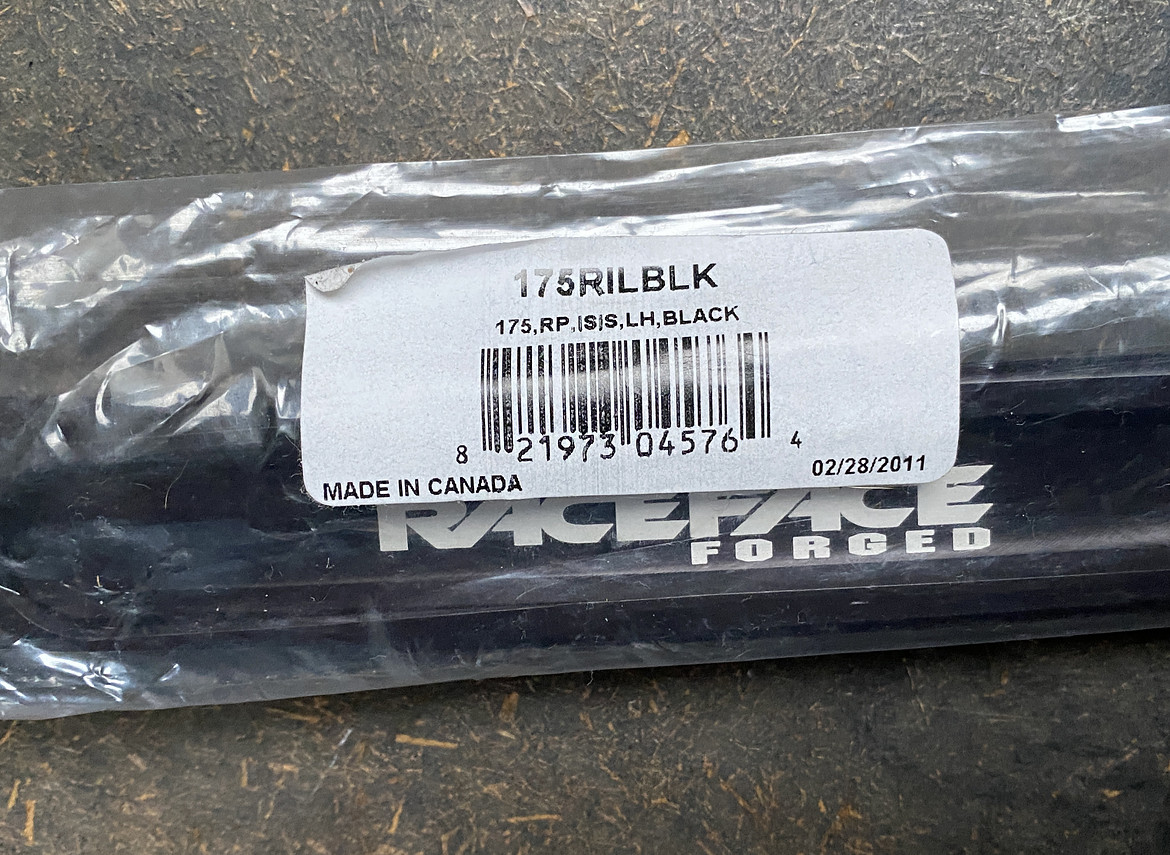 175RILBLK
175,RP,ISIS,LH,BLACK
8 21973 04576 4
MADE IN CANADA 02/28/2011
RACEFACE
FORGED